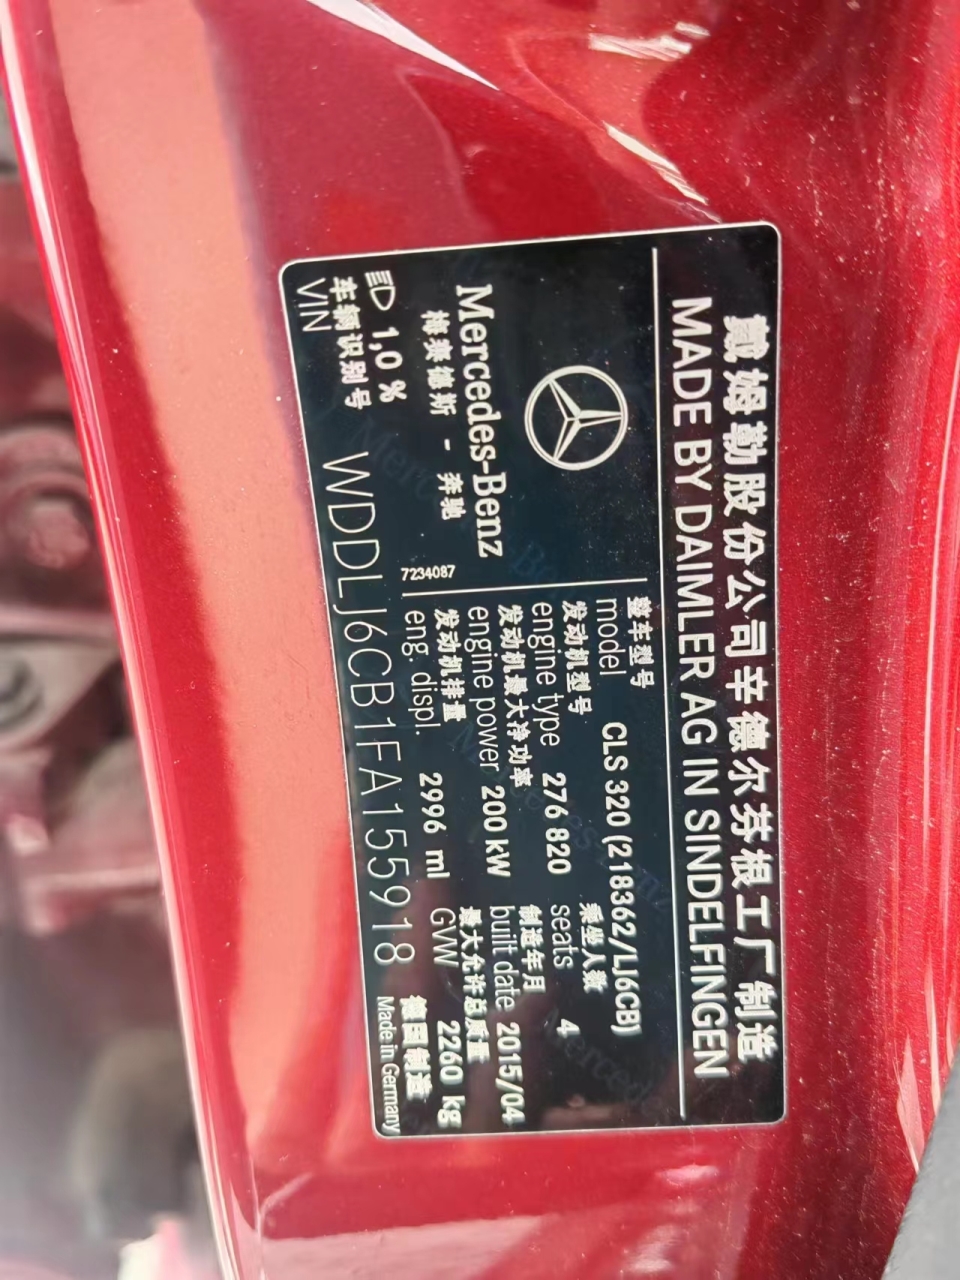 戴姆勒股份公司辛德尔芬根工厂制造
MADE BY DAIMLER AG IN SINDELFINGEN
Mercedes-Benz
梅赛德斯 - 奔驰
7234087
1,0 %
整车型号
model CLS 320 (218362/LJ6CB)
发动机型号 乘坐人数
engine type 276 820 seats 4
发动机最大净功率 制造年月
engine power 200 kW built date 2015/04
发动机排量 最大允许总质量
eng. displ. 2996 ml GVW 2260 kg
车辆识别号
VIN WDDLJ6CB1FA155918
德国制造
Made in Germany